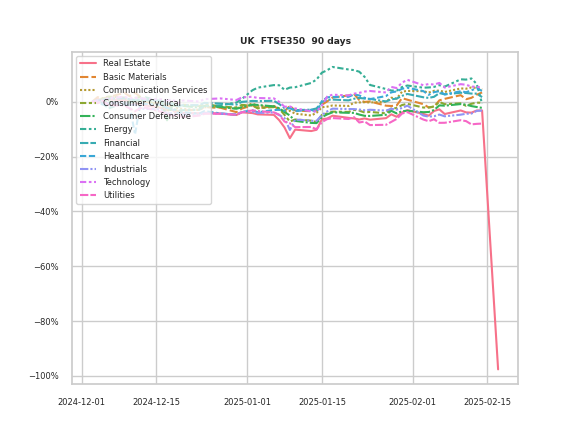 UK  FTSE350  90 days
Real Estate
Basic Materials
Communication Services
Consumer Cyclical
Consumer Defensive
Energy
Financial
Healthcare
Industrials
Technology
Utilities
0%
−20%
−40%
−60%
−80%
−100%
2024-12-01
2024-12-15
2025-01-01
2025-01-15
2025-02-01
2025-02-15